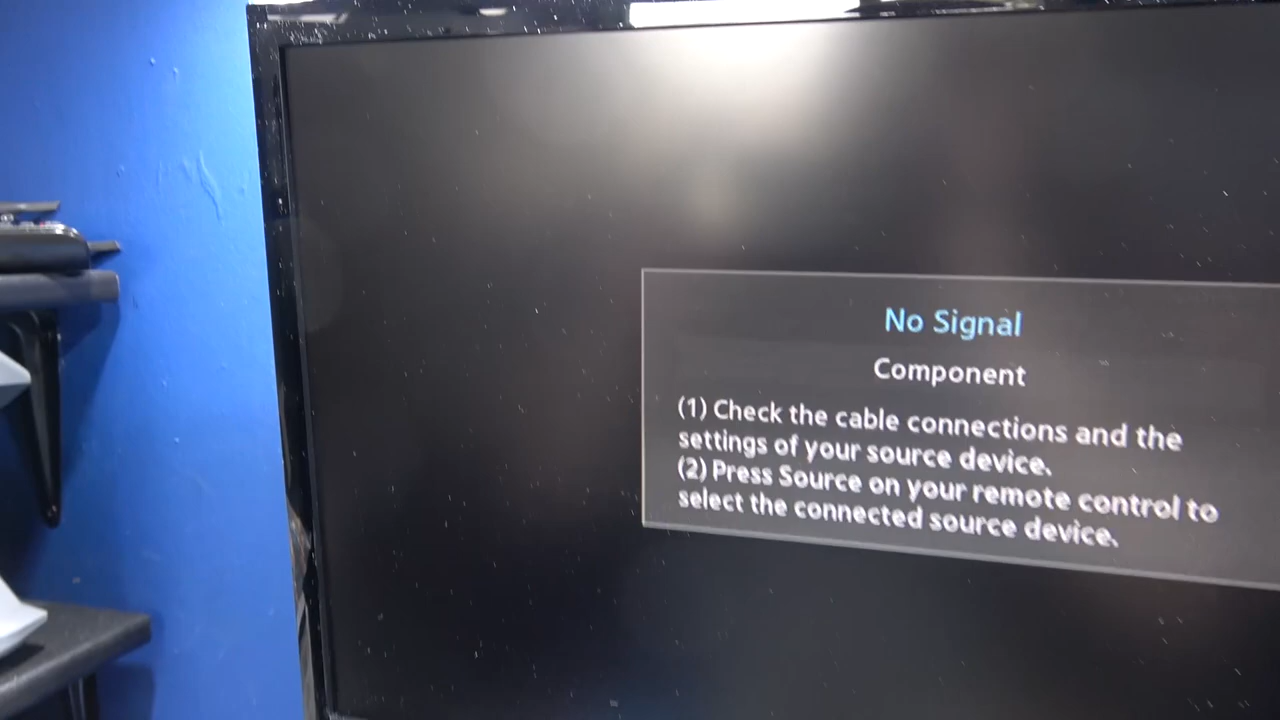 No Signal
Component
(1) Check the cable connections and the
settings of your source device.
(2) Press Source on your remote control to
select the connected source device.